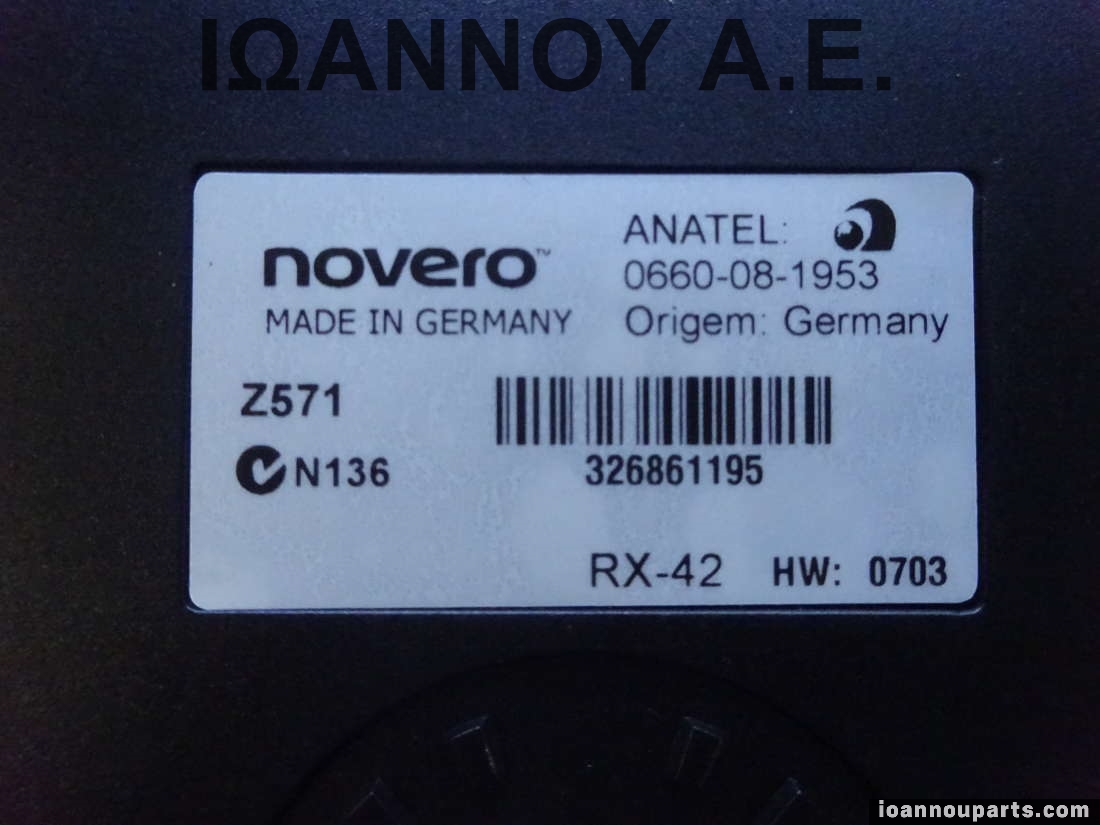 ΙΩΑΝΝΟΥ Α.Ε.
novero™
MADE IN GERMANY
ANATEL:
0660-08-1953
Origem: Germany
Z571
N136
326861195
RX-42 HW: 0703
ioannouparts.com